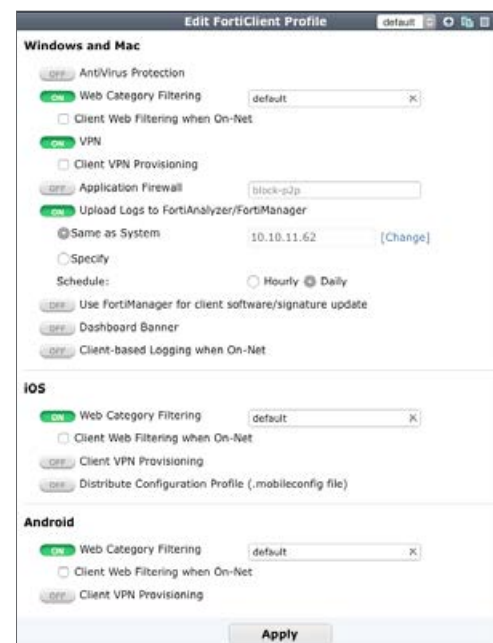 Edit FortiClient Profile default
Windows and Mac
OFF AntiVirus Protection
ON Web Category Filtering default
Client Web Filtering when On-Net
ON VPN
Client VPN Provisioning
OFF Application Firewall block-p2p
ON Upload Logs to FortiAnalyzer/FortiManager
Same as System 10.10.11.62 [Change]
Specify
Schedule: Hourly Daily
OFF Use FortiManager for client software/signature update
OFF Dashboard Banner
OFF Client-based Logging when On-Net
iOS
ON Web Category Filtering default
Client Web Filtering when On-Net
OFF Client VPN Provisioning
OFF Distribute Configuration Profile (.mobileconfig file)
Android
ON Web Category Filtering default
Client Web Filtering when On-Net
OFF Client VPN Provisioning
Apply